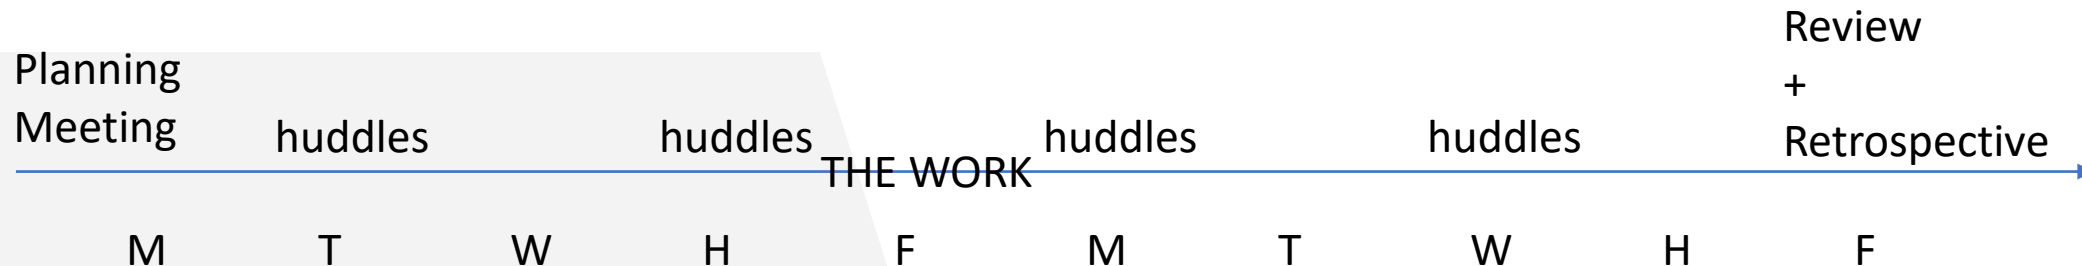 Planning
Meeting
huddles
huddles
THE WORK
huddles
huddles
Review
+
Retrospective
M T W H F M T W H F